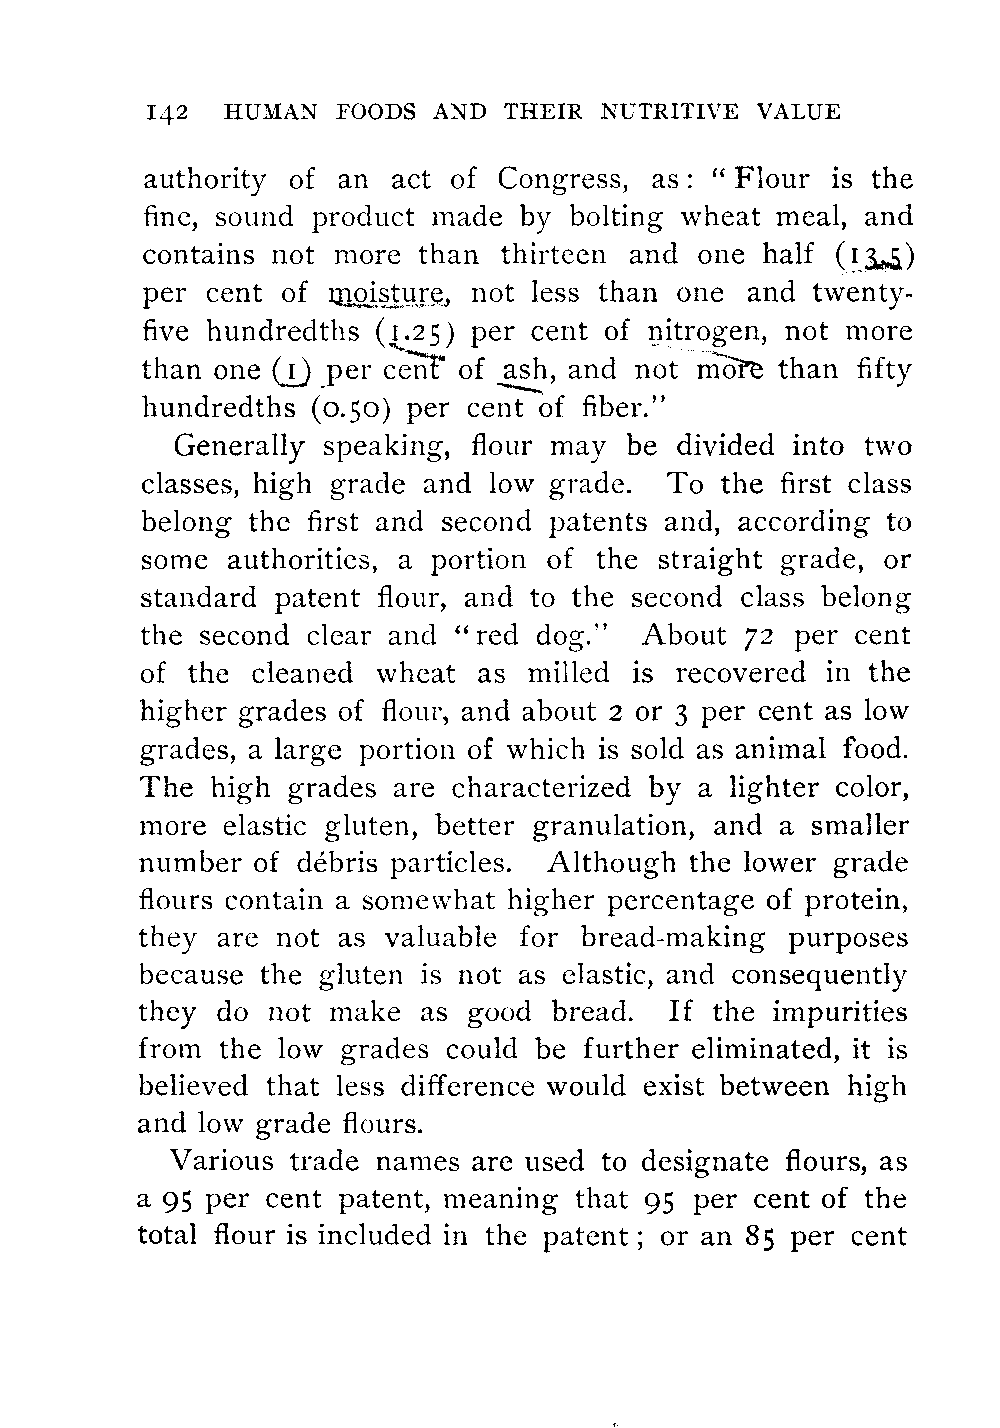 142 HUMAN FOODS AND THEIR NUTRITIVE VALUE
authority of an act of Congress, as: “Flour is the
fine, sound product made by bolting wheat meal, and
contains not more than thirteen and one half (13.5)
per cent of moisture, not less than one and twenty-
five hundredths (1.25) per cent of nitrogen, not more
than one (1) per cent of ash, and not more than fifty
hundredths (0.50) per cent of fiber.”
Generally speaking, flour may be divided into two
classes, high grade and low grade. To the first class
belong the first and second patents and, according to
some authorities, a portion of the straight grade, or
standard patent flour, and to the second class belong
the second clear and “red dog.” About 72 per cent
of the cleaned wheat as milled is recovered in the
higher grades of flour, and about 2 or 3 per cent as low
grades, a large portion of which is sold as animal food.
The high grades are characterized by a lighter color,
more elastic gluten, better granulation, and a smaller
number of débris particles. Although the lower grade
flours contain a somewhat higher percentage of protein,
they are not as valuable for bread-making purposes
because the gluten is not as elastic, and consequently
they do not make as good bread. If the impurities
from the low grades could be further eliminated, it is
believed that less difference would exist between high
and low grade flours.
Various trade names are used to designate flours, as
a 95 per cent patent, meaning that 95 per cent of the
total flour is included in the patent; or an 85 per cent